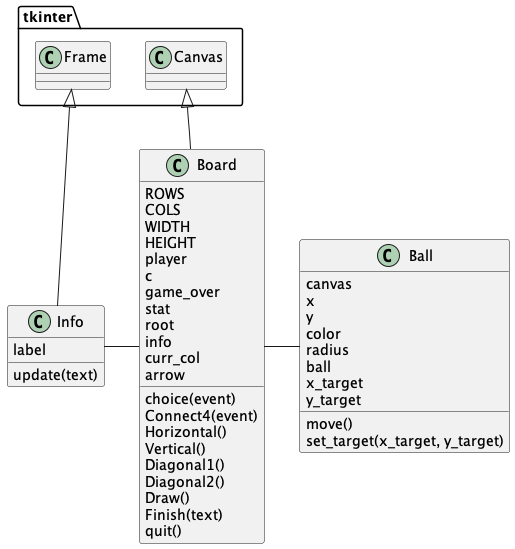 tkinter
C Frame
C Canvas
C Board
ROWS
COLS
WIDTH
HEIGHT
player
c
game_over
stat
root
info
curr_col
arrow
choice(event)
Connect4(event)
Horizontal()
Vertical()
Diagonal1()
Diagonal2()
Draw()
Finish(text)
quit()
C Info
label
update(text)
C Ball
canvas
x
y
color
radius
ball
x_target
y_target
move()
set_target(x_target, y_target)